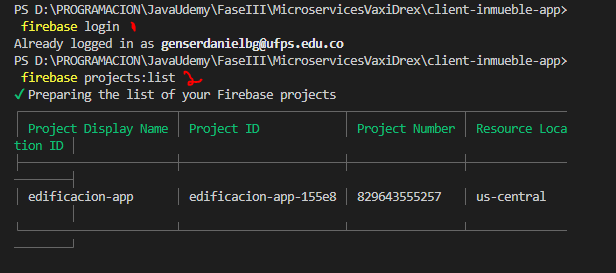 PS D:\PROGRAMACION\JavaUdemy\FaseIII\MicroservicesVaxiDrex\client-inmueble-app>
firebase login 1
Already logged in as genserdanielbg@ufps.edu.co
PS D:\PROGRAMACION\JavaUdemy\FaseIII\MicroservicesVaxiDrex\client-inmueble-app>
firebase projects:list 2
✓ Preparing the list of your Firebase projects
Project Display Name │ Project ID │ Project Number │ Resource Loca
tion ID │
│ edificacion-app │ edificacion-app-155e8 │ 829643555257 │ us-central